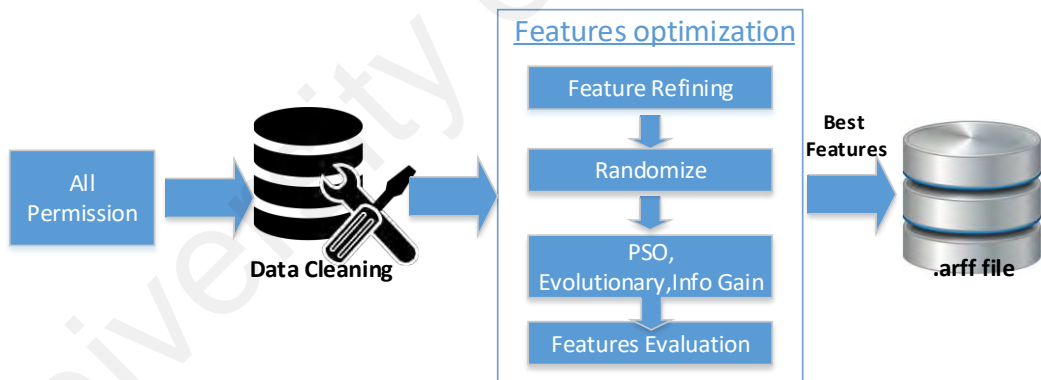 Features optimization
Feature Refining
Randomize
PSO,
Evolutionary,Info Gain
Features Evaluation
All
Permission
Data Cleaning
Best
Features
.arff file